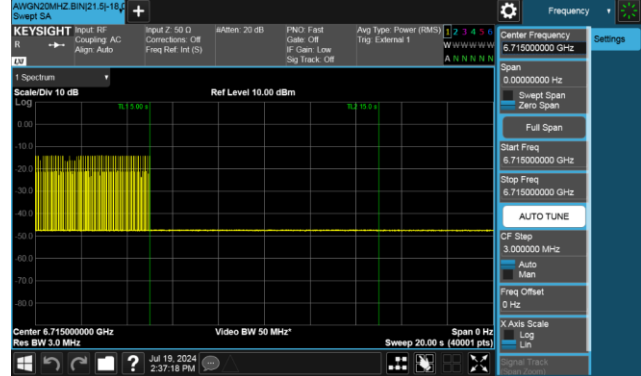 AWGN20MHZ.BIN|21.5|-18.
Swept SA
Frequency
KEYSIGHT
R
Input: RF
Coupling: AC
Align: Auto
Input Z: 50 Ω
Corrections: Off
Freq Ref: Int (S)
#Atten: 20 dB
PNO: Fast
Gate: Off
IF Gain: Low
Sig Track: Off
Avg Type: Power (RMS)
Trig: External 1
1 2 3 4 5 6
W W W W W W
A N N N N N
LXI
1 Spectrum
Scale/Div 10 dB
Ref Level 10.00 dBm
Log
TL1 5.00 s
TL2 15.0 s
0.00
-10.0
-20.0
-30.0
-40.0
-50.0
-60.0
-70.0
-80.0
Center 6.715000000 GHz
Res BW 3.0 MHz
Video BW 50 MHz*
Span 0 Hz
Sweep 20.00 s (40001 pts)
Jul 19, 2024
2:37:18 PM
Center Frequency
6.715000000 GHz
Settings
Span
0.00000000 Hz
Swept Span
Zero Span
Full Span
Start Freq
6.715000000 GHz
Stop Freq
6.715000000 GHz
AUTO TUNE
CF Step
3.000000 MHz
Auto
Man
Freq Offset
0 Hz
X Axis Scale
Log
Lin
Signal Track
(Span Zoom)